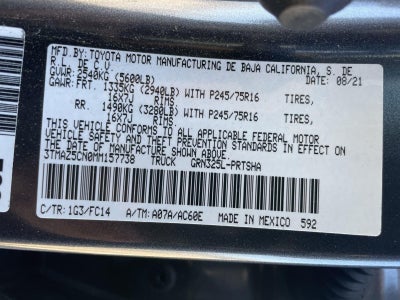 MFD.BY: TOYOTA MOTOR MANUFACTURING DE BAJA CALIFORNIA, S. DE
R.L. DE C.V. DATE: 08/21
GVWR: 2540KG (5600LB)
GAWR: FRT. 1335KG (2940LB) WITH P245/75R16 TIRES,
16X7J RIMS
RR. 1490KG (3280LB) WITH P245/75R16 TIRES,
16X7J RIMS
THIS VEHICLE CONFORMS TO ALL APPLICABLE FEDERAL MOTOR
VEHICLE SAFETY AND THEFT PREVENTION STANDARDS IN EFFECT ON
THE DATE OF MANUFACTURE SHOWN ABOVE.
3TMAZ5CN0MM157738 TRUCK GRN325L-PRTSHA
C/TR: 1G3/FC14 A/TM: A07A/AC60E MADE IN MEXICO 592